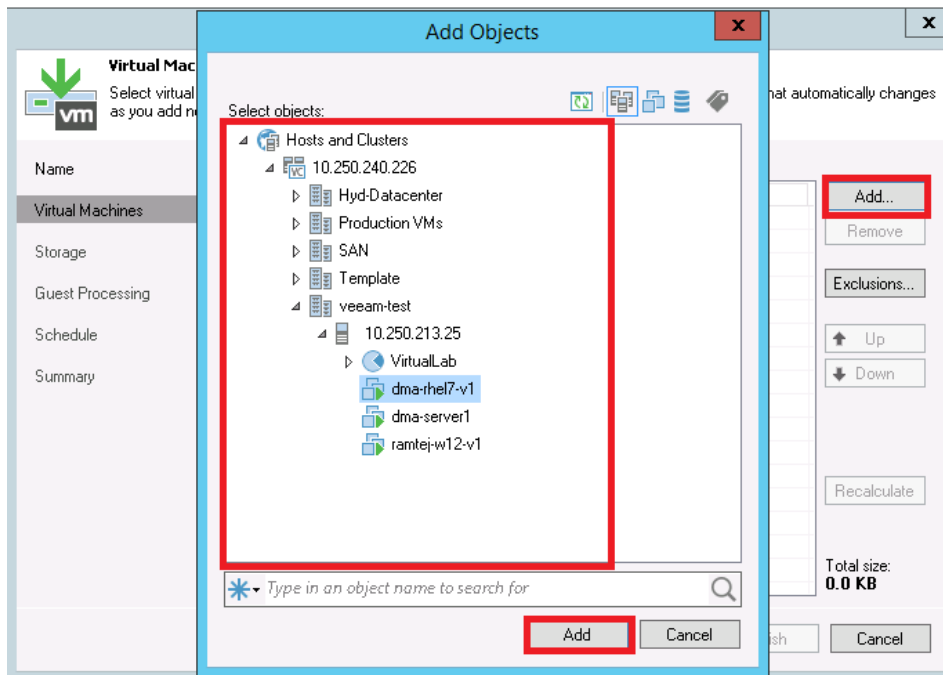 Add Objects
X
X
Virtual Mac
Select virtual
as you add n
hat automatically changes
Select objects:
Name
Virtual Machines
Storage
Guest Processing
Schedule
Summary
Hosts and Clusters
VC 10.250.240.226
Hyd-Datacenter
Production VMs
SAN
Template
veeam-test
10.250.213.25
VirtualLab
dma-rhel7-v1
dma-server1
ramtej-w12-v1
Type in an object name to search for
Add
Cancel
Add...
Remove
Exclusions...
Up
Down
Recalculate
Total size:
0.0 KB
ish
Cancel
vm